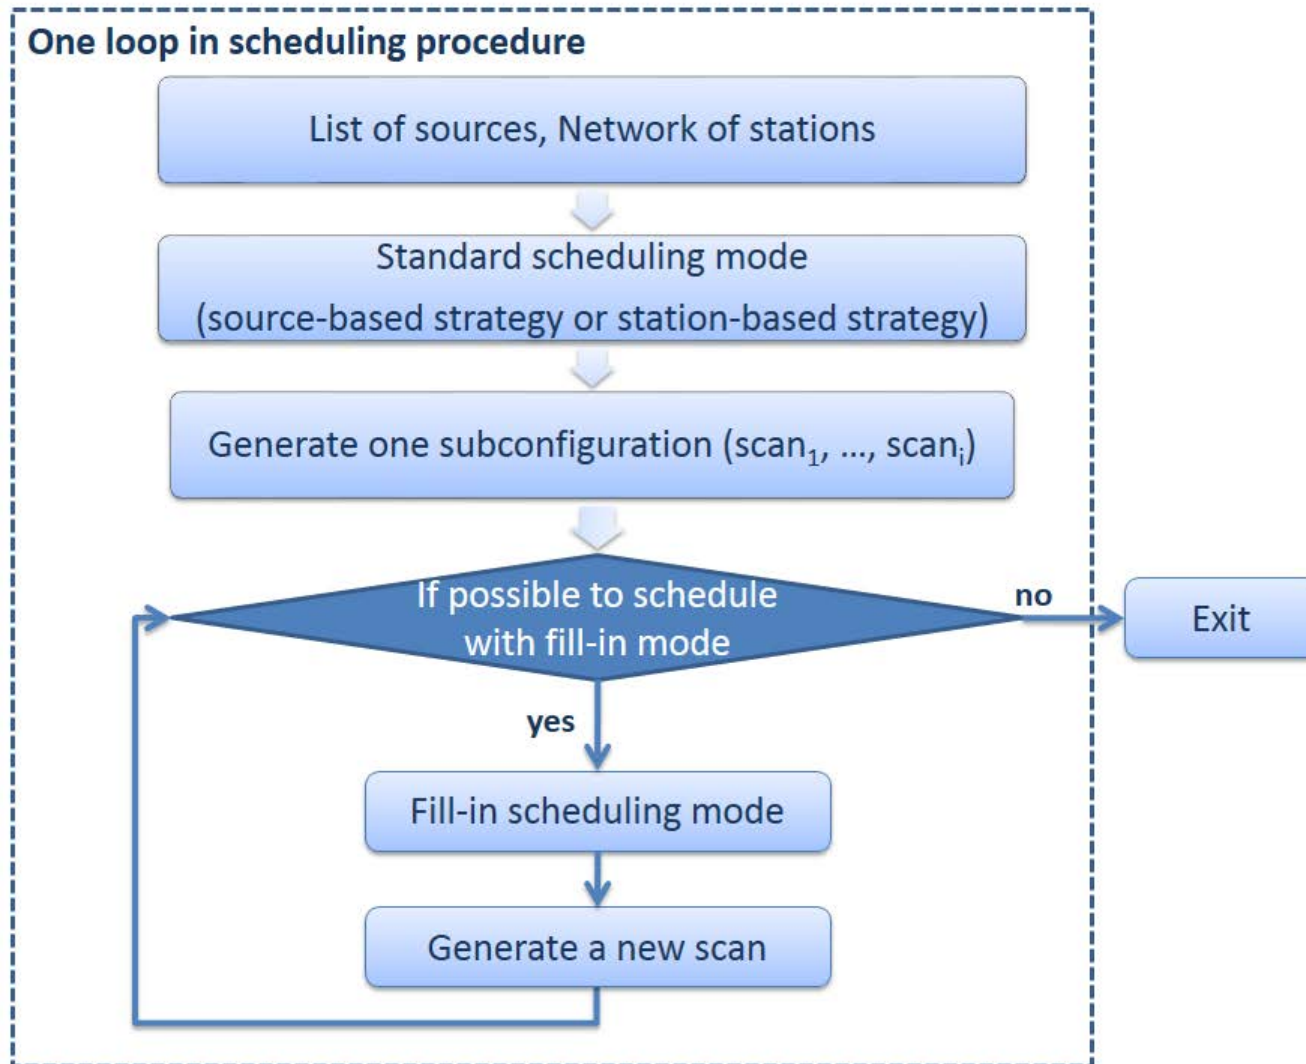 One loop in scheduling procedure
List of sources, Network of stations
Standard scheduling mode
(source-based strategy or station-based strategy)
Generate one subconfiguration (scan₁, ..., scanᵢ)
If possible to schedule
with fill-in mode
no
Exit
yes
Fill-in scheduling mode
Generate a new scan